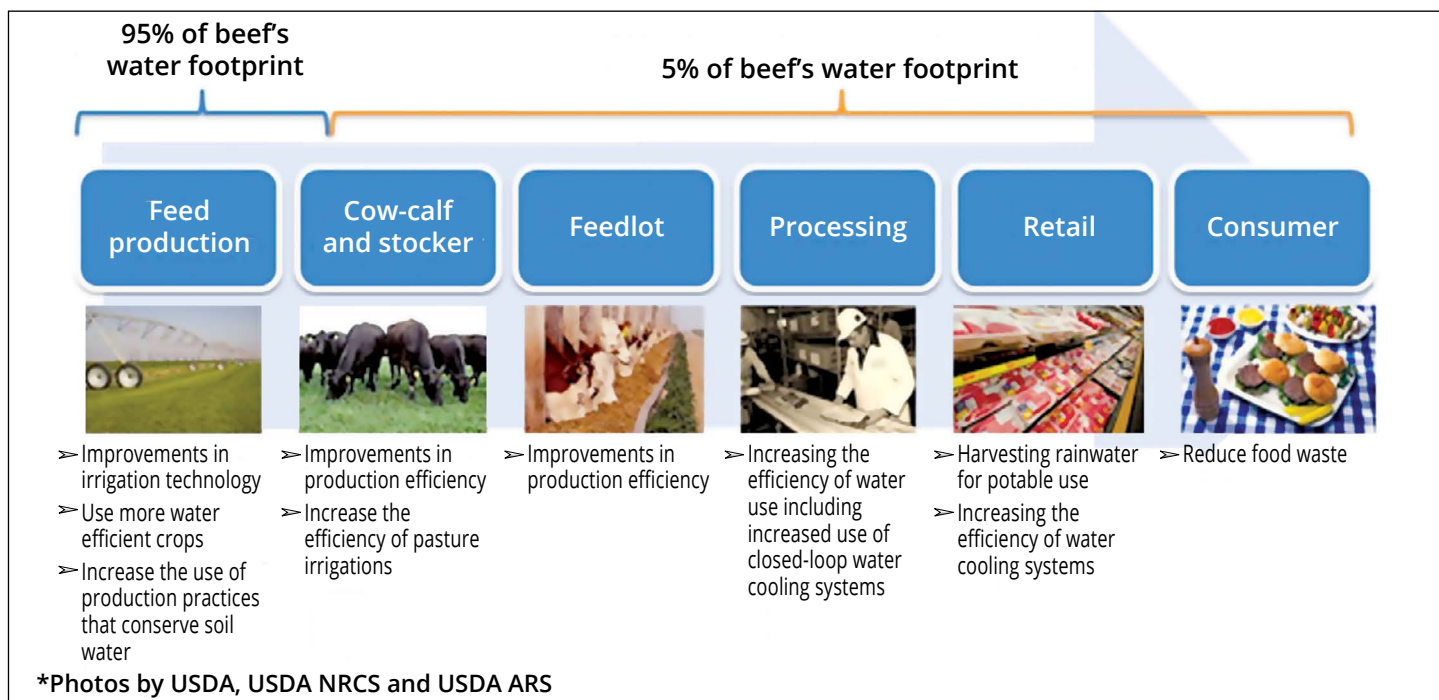 95% of beef's
water footprint
5% of beef's water footprint
Feed
production
Cow-calf
and stocker
Feedlot
Processing
Retail
Consumer
➢ Improvements in
irrigation technology
➢ Use more water
efficient crops
➢ Increase the use of
production practices
that conserve soil
water
➢ Improvements in
production efficiency
➢ Increase the
efficiency of pasture
irrigations
➢ Improvements in
production efficiency
➢ Increasing the
efficiency of water
use including
increased use of
closed-loop water
cooling systems
➢ Harvesting rainwater
for potable use
➢ Increasing the
efficiency of water
cooling systems
➢ Reduce food waste
*Photos by USDA, USDA NRCS and USDA ARS